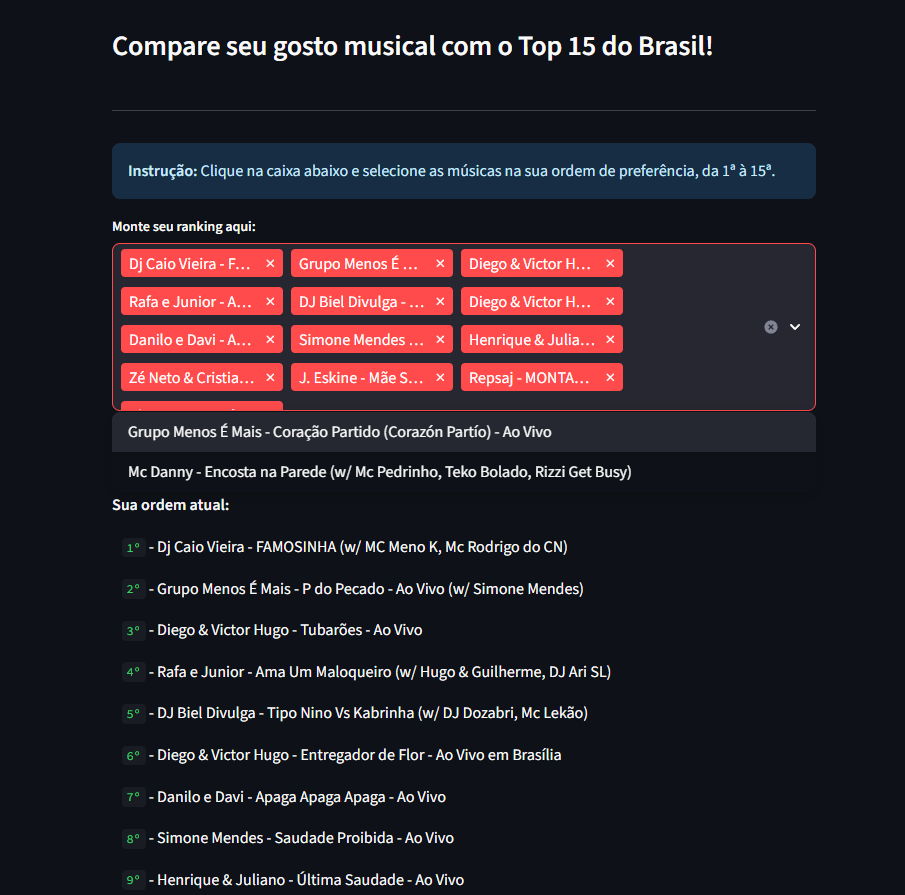 Compare seu gosto musical com o Top 15 do Brasil!
Instrução: Clique na caixa abaixo e selecione as músicas na sua ordem de preferência, da 1ª à 15ª.
Monte seu ranking aqui:
Dj Caio Vieira - F... × Grupo Menos É ... × Diego & Victor H... ×
Rafa e Junior - A... × DJ Biel Divulga - ... × Diego & Victor H... ×
Danilo e Davi - A... × Simone Mendes ... × Henrique & Julia... ×
Zé Neto & Cristia... × J. Eskine - Mãe S... × Repsaj - MONTA... ×
Grupo Menos É Mais - Coração Partido (Corazón Partío) - Ao Vivo
Mc Danny - Encosta na Parede (w/ Mc Pedrinho, Teko Bolado, Rizzi Get Busy)
Sua ordem atual:
1º - Dj Caio Vieira - FAMOSINHA (w/ MC Meno K, Mc Rodrigo do CN)
2º - Grupo Menos É Mais - P do Pecado - Ao Vivo (w/ Simone Mendes)
3º - Diego & Victor Hugo - Tubarões - Ao Vivo
4º - Rafa e Junior - Ama Um Maloqueiro (w/ Hugo & Guilherme, DJ Ari SL)
5º - DJ Biel Divulga - Tipo Nino Vs Kabrinha (w/ DJ Dozabri, Mc Lekão)
6º - Diego & Victor Hugo - Entregador de Flor - Ao Vivo em Brasília
7º - Danilo e Davi - Apaga Apaga Apaga - Ao Vivo
8º - Simone Mendes - Saudade Proibida - Ao Vivo
9º - Henrique & Juliano - Última Saudade - Ao Vivo